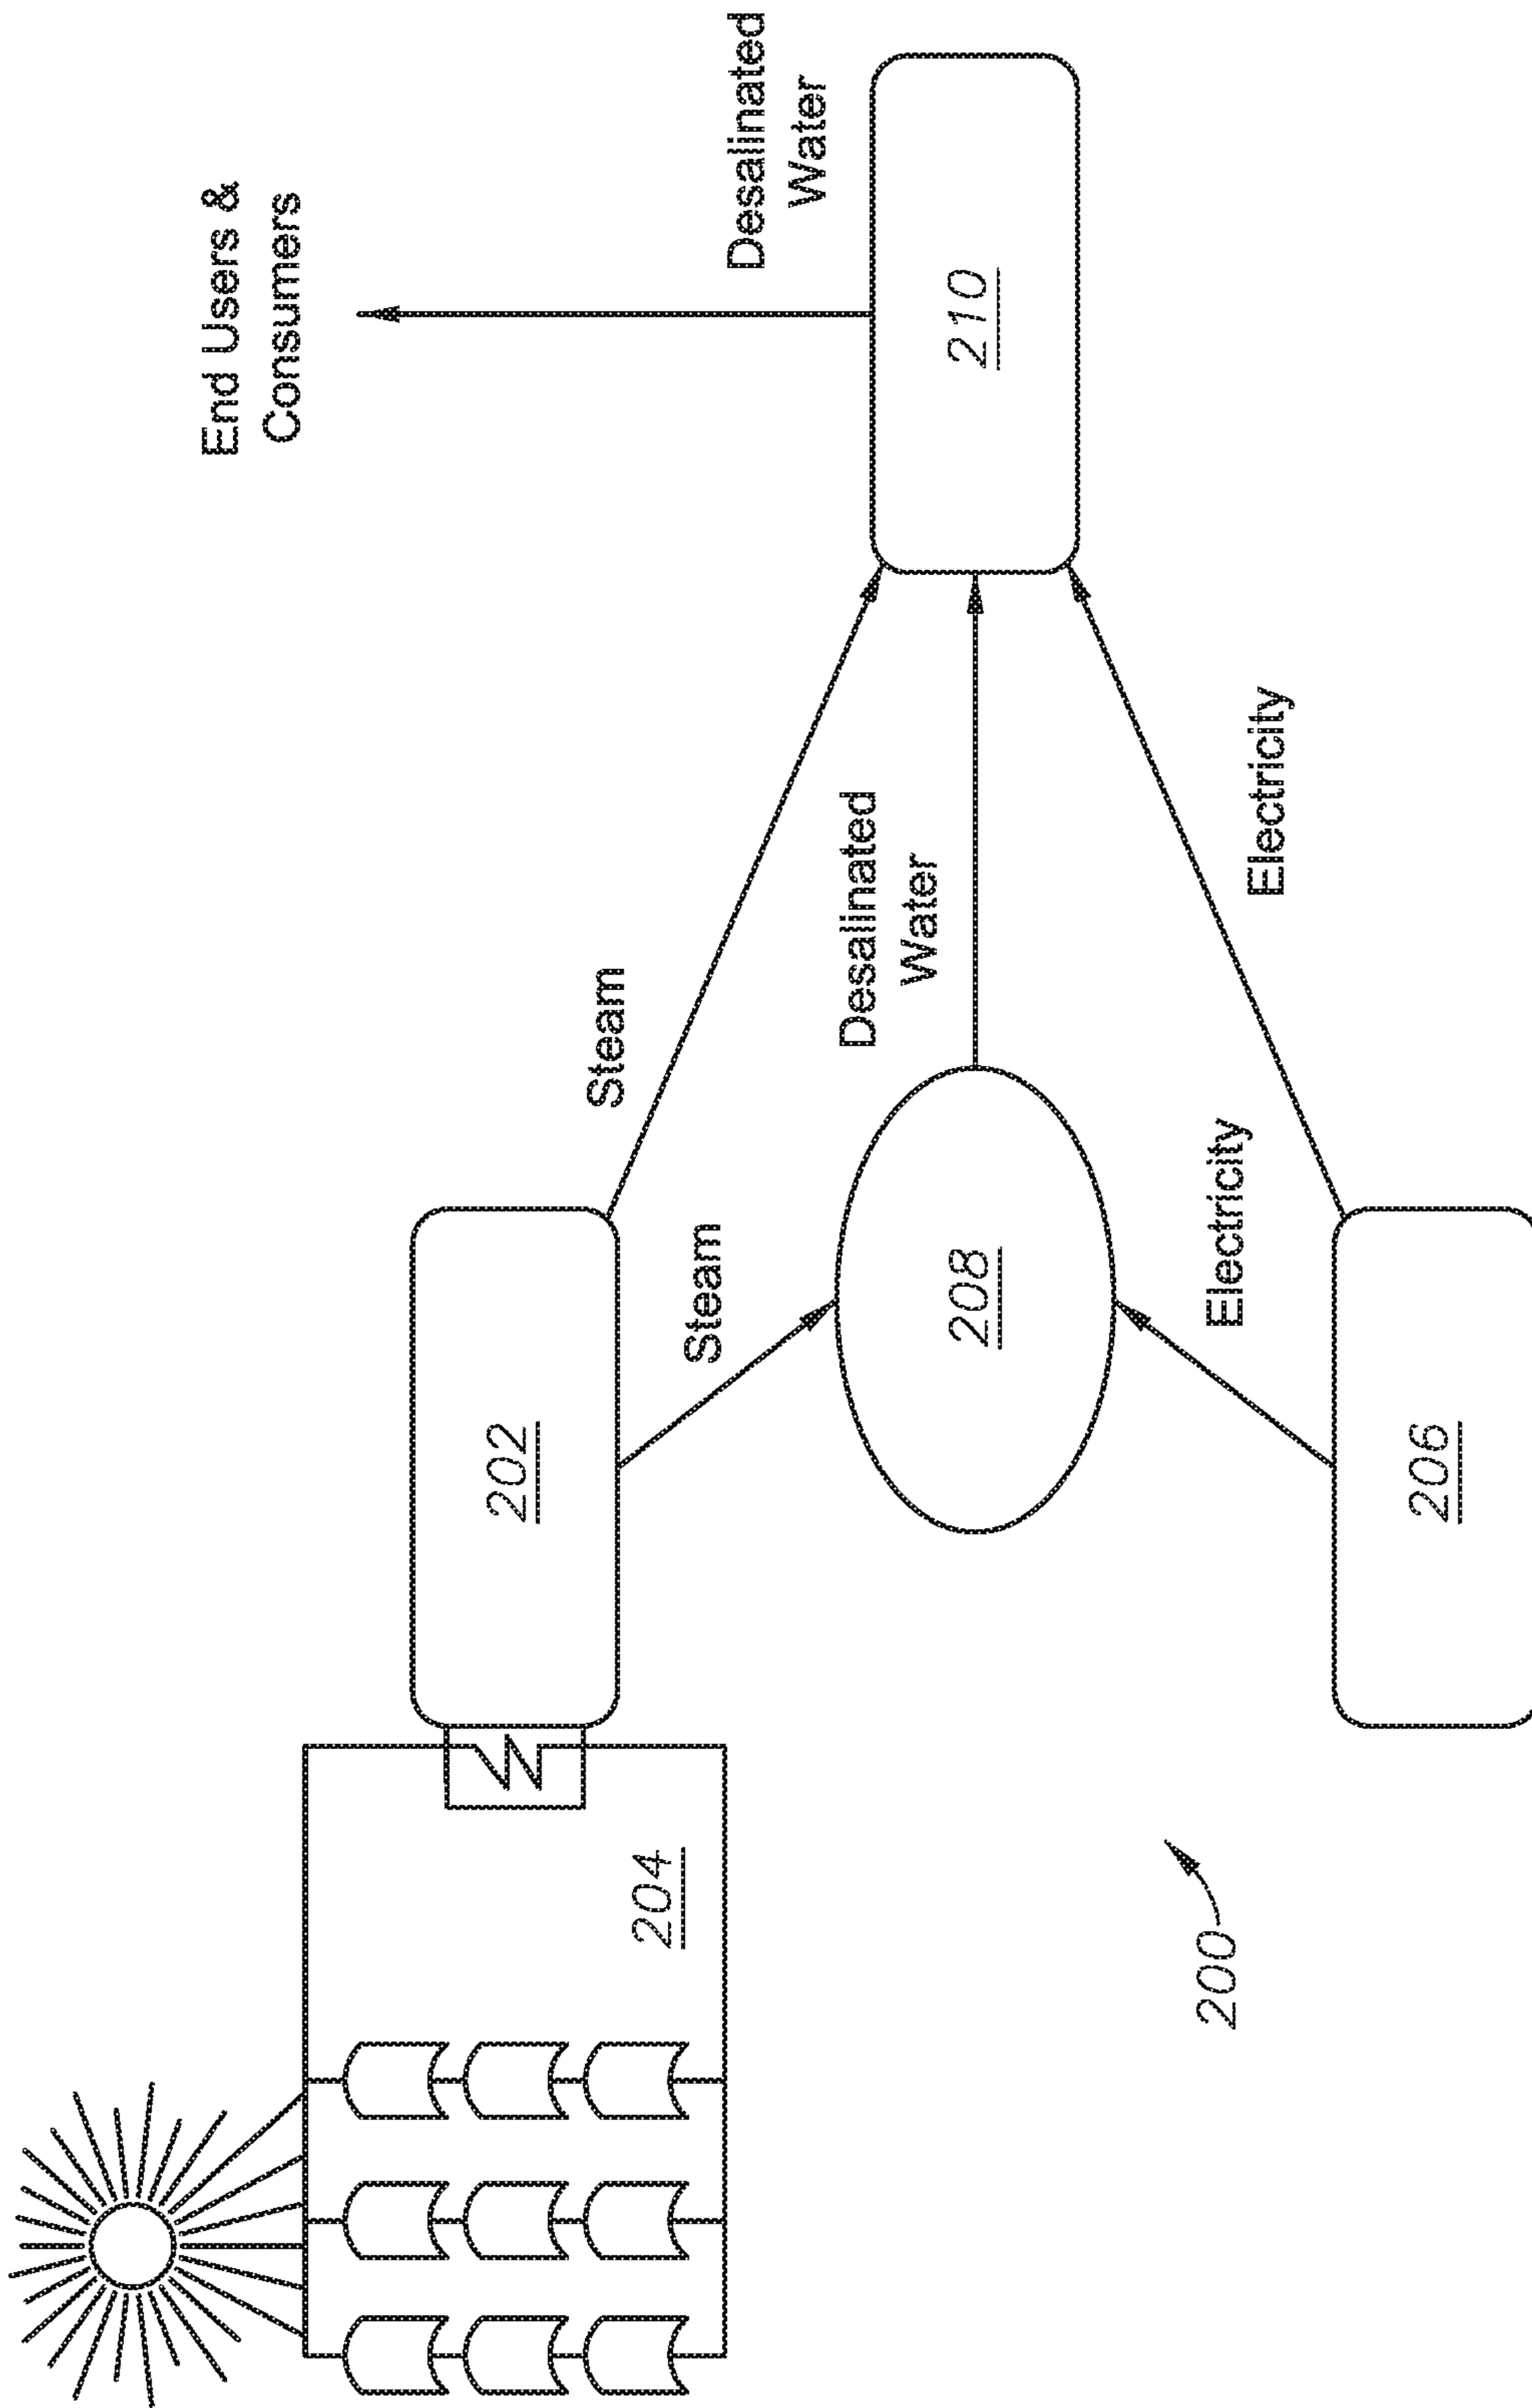 End Users &
Consumers
Desalinated
Water
Steam
202
Steam
204
Desalinated
Water
210
208
Electricity
Electricity
200
206